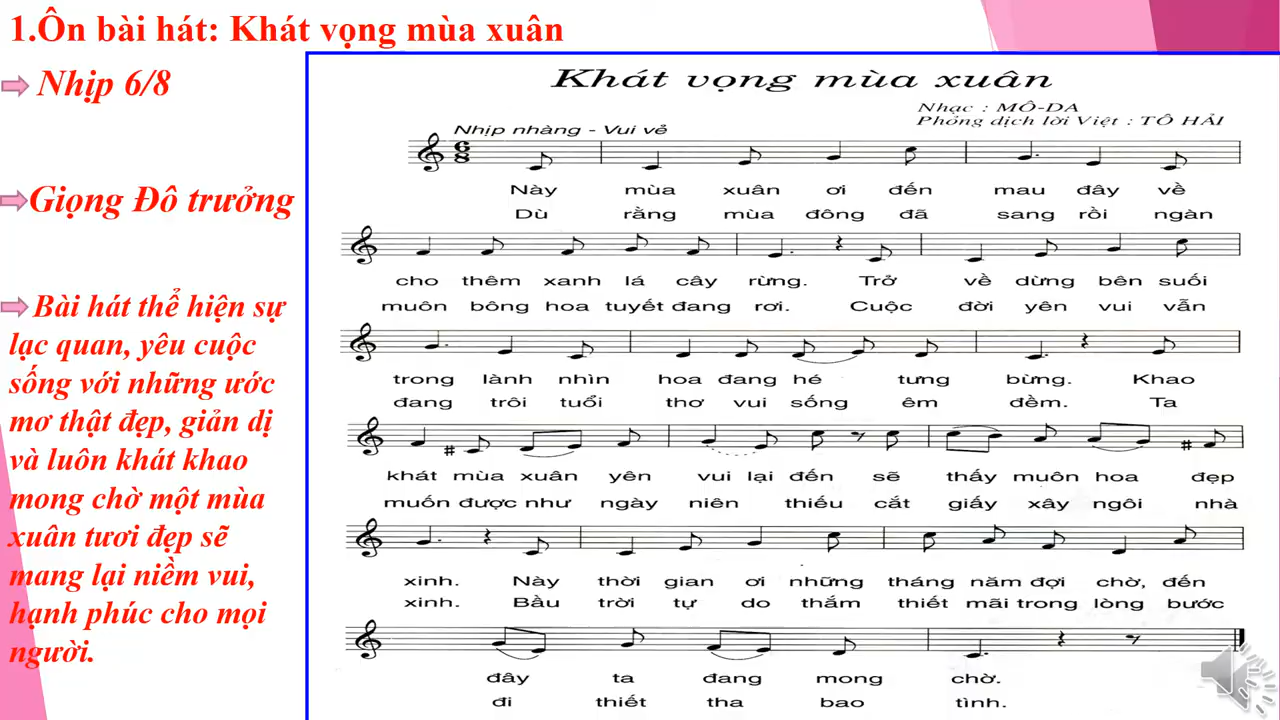 1.Ôn bài hát: Khát vọng mùa xuân
Nhịp 6/8
Giọng Đô trưởng
Bài hát thể hiện sự
lạc quan, yêu cuộc
sống với những ước
mơ thật đẹp, giản dị
và luôn khát khao
mong chờ một mùa
xuân tươi đẹp sẽ
mang lại niềm vui,
hạnh phúc cho mọi
người.
Khát vọng mùa xuân
Nhạc : MÔ-DA
Phỏng dịch lời Việt : TÔ HẢI
Nhịp nhàng - Vui vẻ
6
8
Này mùa xuân ơi đến mau đây về
Dù rằng mùa đông đã sang rồi ngàn
cho thêm xanh lá cây rừng. Trở về dừng bên suối
muôn bông hoa tuyết đang rơi. Cuộc đời yên vui vẫn
trong lành nhìn hoa đang hé tưng bừng. Khao
đang trôi tuổi thơ vui sống êm đềm. Ta
khát mùa xuân yên vui lại đến sẽ thấy muôn hoa đẹp
muốn được như ngày niên thiếu cắt giấy xây ngôi nhà
xinh. Này thời gian ơi những tháng năm đợi chờ, đến
xinh. Bầu trời tự do thắm thiết mãi trong lòng bước
đây ta đang mong chờ.
đi thiết tha bao tình.